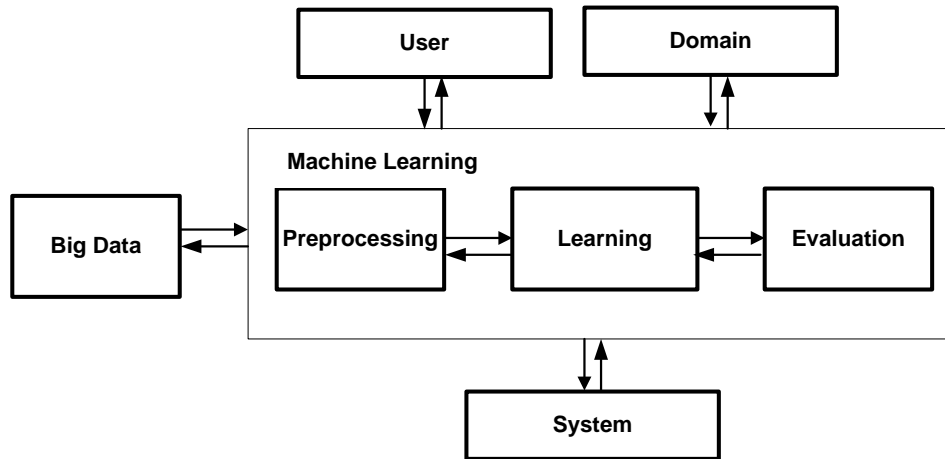 User
Domain
Machine Learning
Big Data
Preprocessing
Learning
Evaluation
System